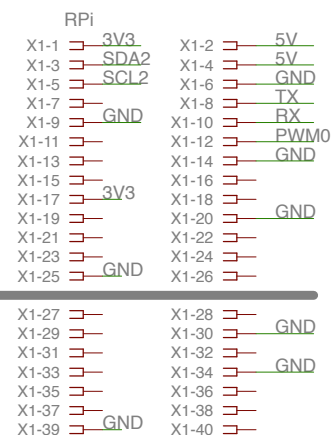 RPi
X1-1 3V3 X1-2 5V
X1-3 SDA2 X1-4 5V
X1-5 SCL2 X1-6 GND
X1-7 X1-8 TX
X1-9 GND X1-10 RX
X1-11 X1-12 PWM0
X1-13 X1-14 GND
X1-15 X1-16
X1-17 3V3 X1-18
X1-19 X1-20 GND
X1-21 X1-22
X1-23 X1-24
X1-25 GND X1-26
X1-27 X1-28
X1-29 X1-30 GND
X1-31 X1-32
X1-33 X1-34 GND
X1-35 X1-36
X1-37 X1-38
X1-39 GND X1-40